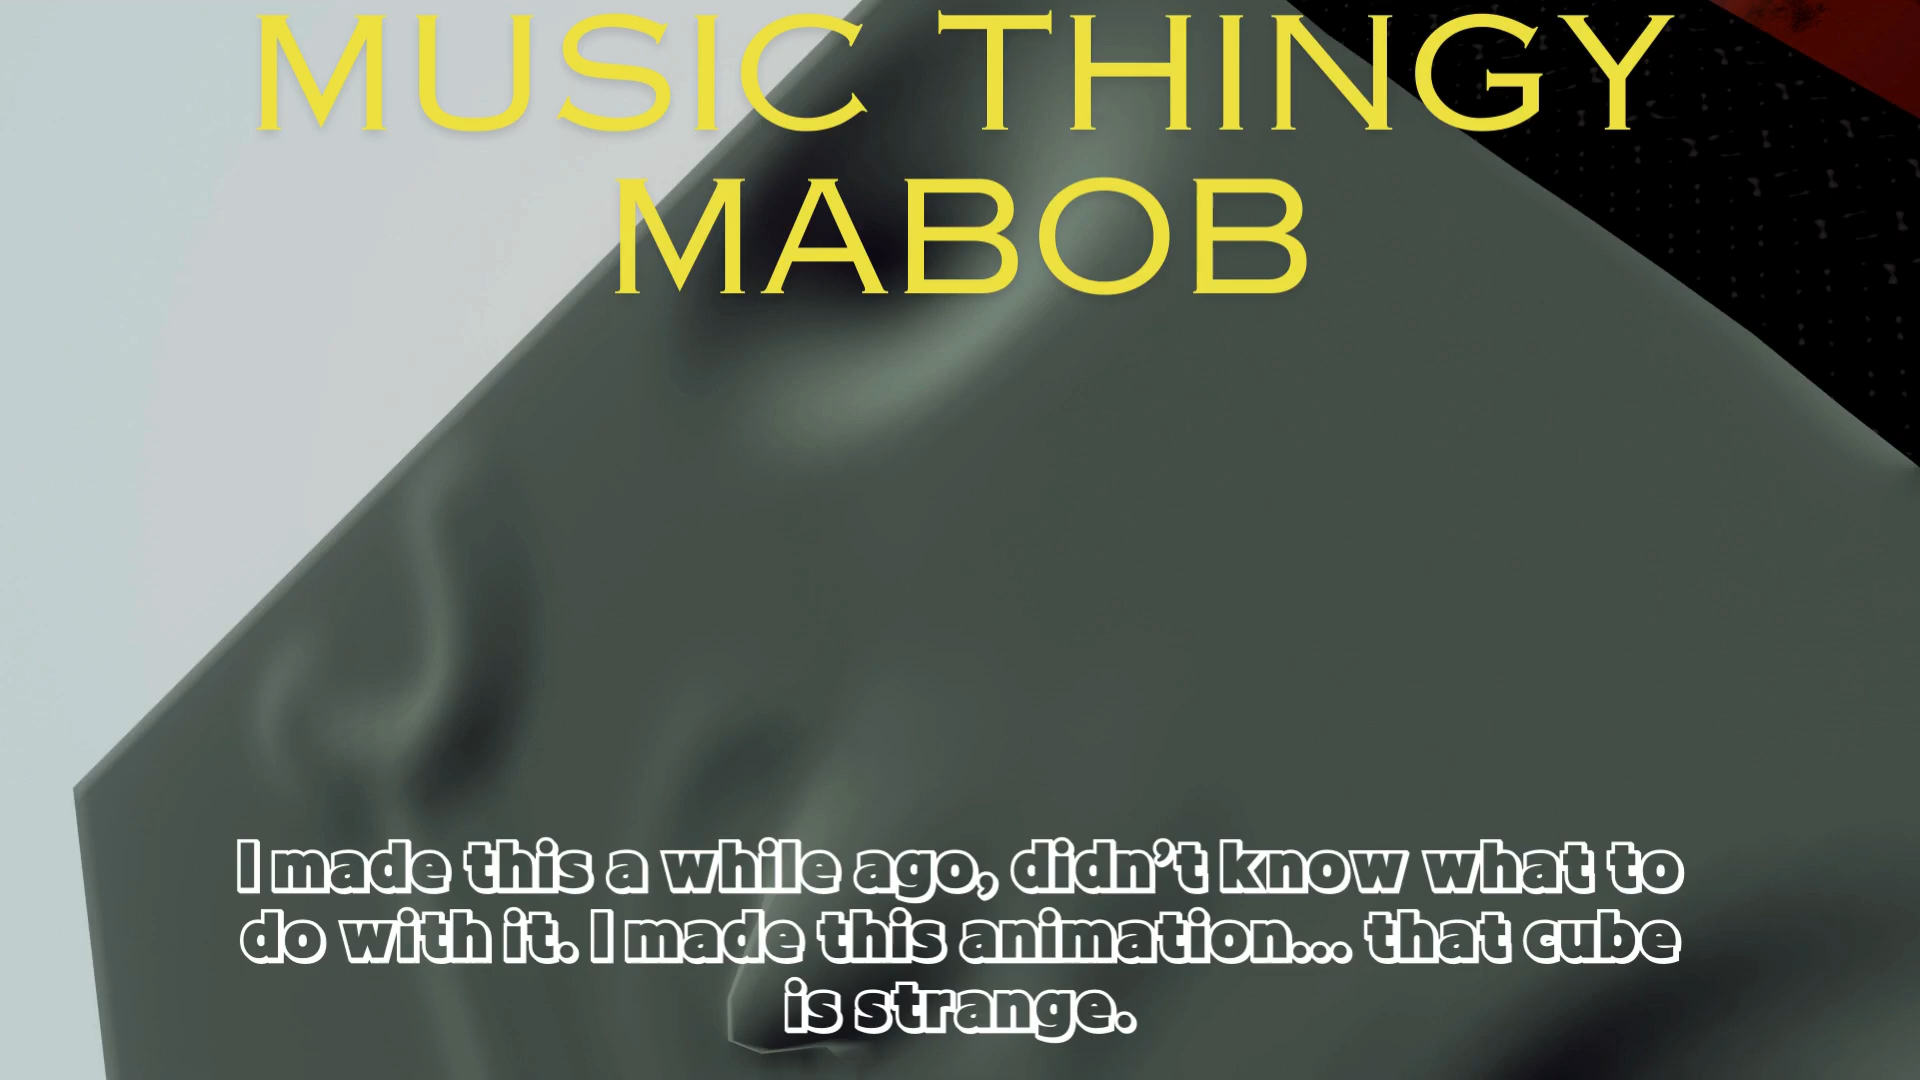 MUSIC THINGY
MABOB
I made this a while ago, didn’t know what to
do with it. I made this animation... that cube
is strange.